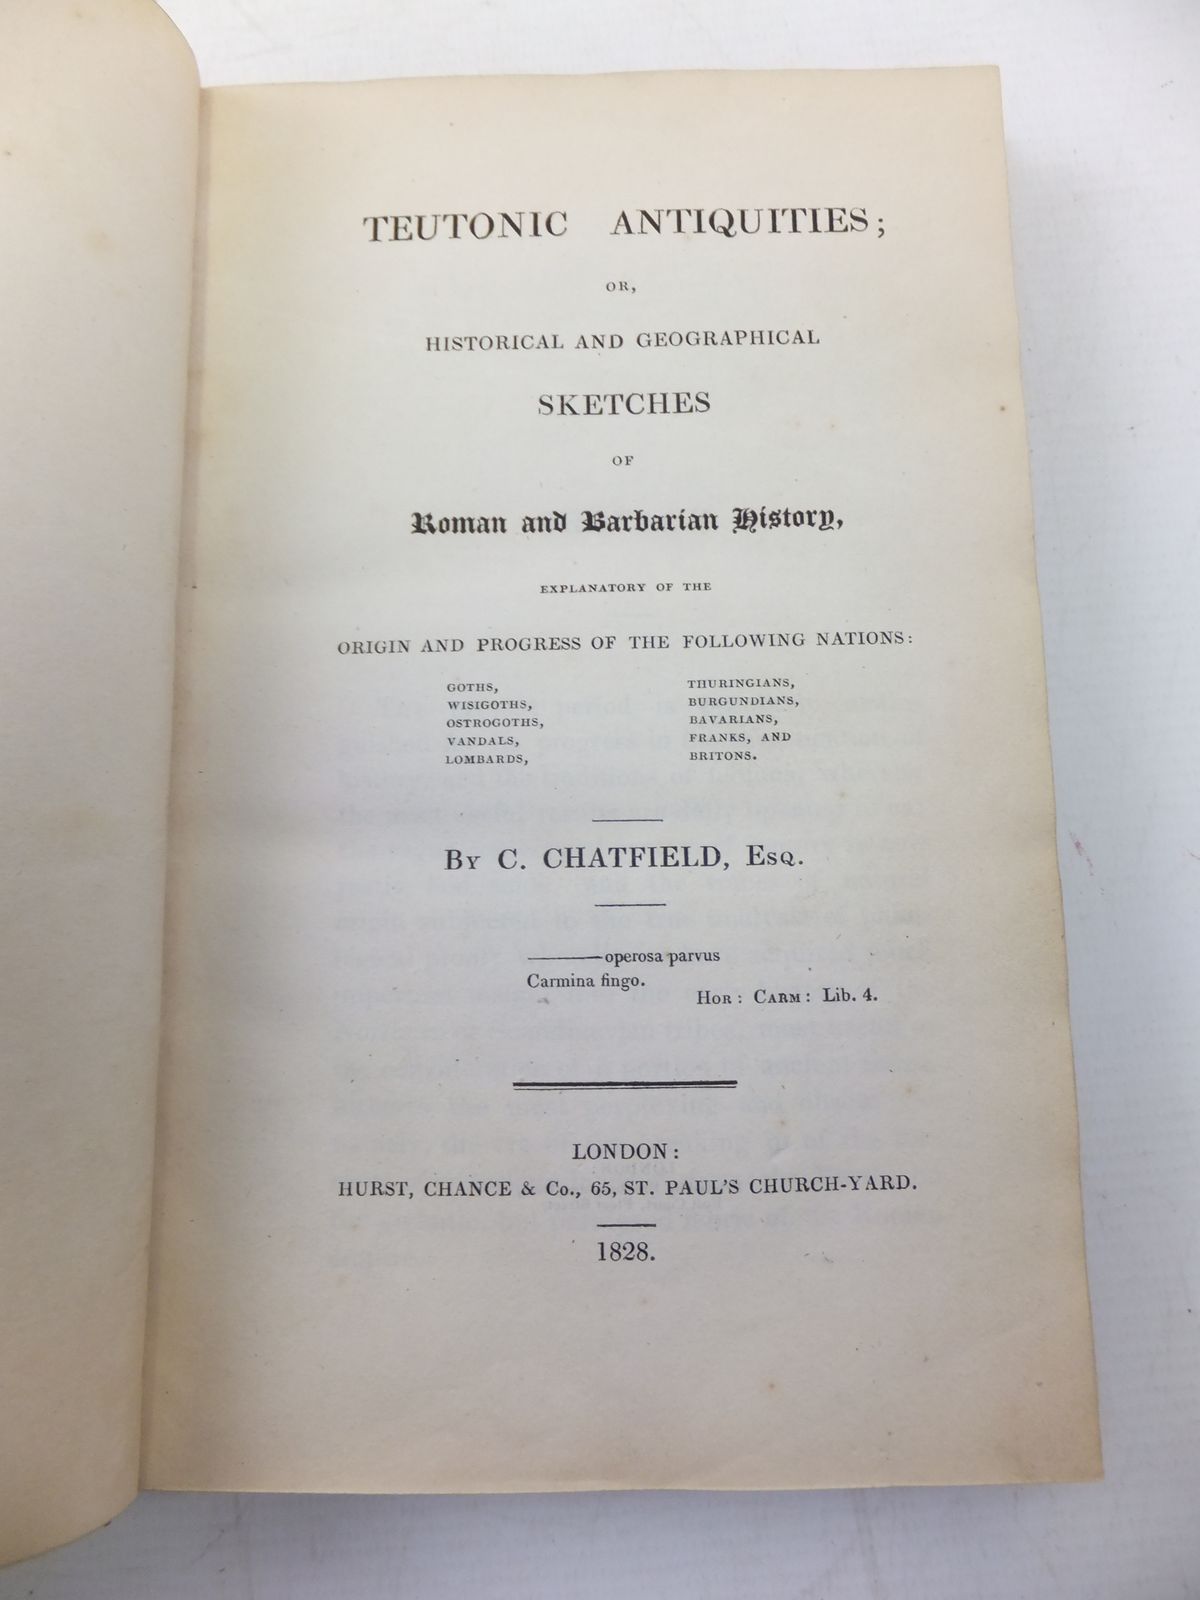 TEUTONIC ANTIQUITIES;
OR,
HISTORICAL AND GEOGRAPHICAL
SKETCHES
OF
Roman and Barbarian History,
EXPLANATORY OF THE
ORIGIN AND PROGRESS OF THE FOLLOWING NATIONS:
GOTHS,
WISIGOTHS,
OSTROGOTHS,
VANDALS,
LOMBARDS,
THURINGIANS,
BURGUNDIANS,
BAVARIANS,
FRANKS, AND
BRITONS.
BY C. CHATFIELD, ESQ.
———operosa parvus
Carmina fingo.
HOR: CARM: Lib. 4.
LONDON:
HURST, CHANCE & Co., 65, ST. PAUL'S CHURCH-YARD.
1828.